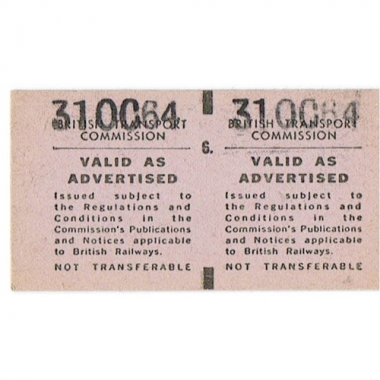 31OC64
BRITISH TRANSPORT
COMMISSION
VALID AS
ADVERTISED
Issued subject to
the Regulations and
Conditions in the
Commission's Publications
and Notices applicable
to British Railways.
NOT TRANSFERABLE
6.
31OC64
BRITISH TRANSPORT
COMMISSION
VALID AS
ADVERTISED
Issued subject to
the Regulations and
Conditions in the
Commission's Publications
and Notices applicable
to British Railways.
NOT TRANSFERABLE